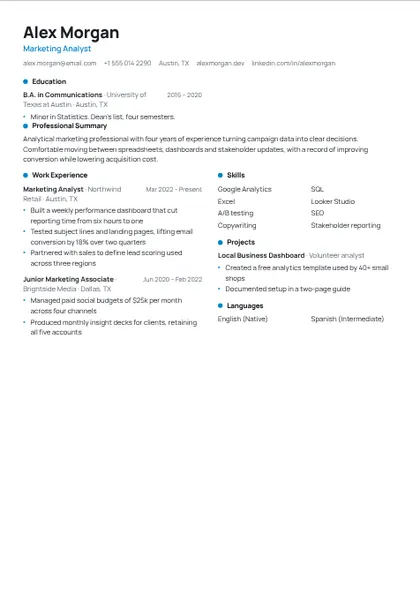 Alex Morgan
Marketing Analyst
alex.morgan@email.com +1 555 014 2290 Austin, TX alexmorgan.dev linkedin.com/in/alexmorgan
Education
B.A. in Communications · University of 2016 – 2020
Texas at Austin · Austin, TX
• Minor in Statistics. Dean's list, four semesters.
Professional Summary
Analytical marketing professional with four years of experience turning campaign data into clear decisions.
Comfortable moving between spreadsheets, dashboards and stakeholder updates, with a record of improving
conversion while lowering acquisition cost.
Work Experience
Marketing Analyst · Northwind Mar 2022 – Present
Retail · Austin, TX
• Built a weekly performance dashboard that cut
reporting time from six hours to one
• Tested subject lines and landing pages, lifting email
conversion by 18% over two quarters
• Partnered with sales to define lead scoring used
across three regions
Junior Marketing Associate · Jun 2020 – Feb 2022
Brightside Media · Dallas, TX
• Managed paid social budgets of $25k per month
across four channels
• Produced monthly insight decks for clients, retaining
all five accounts
Skills
Google Analytics SQL
Excel Looker Studio
A/B testing SEO
Copywriting Stakeholder reporting
Projects
Local Business Dashboard · Volunteer analyst
• Created a free analytics template used by 40+ small
shops
• Documented setup in a two-page guide
Languages
English (Native) Spanish (Intermediate)